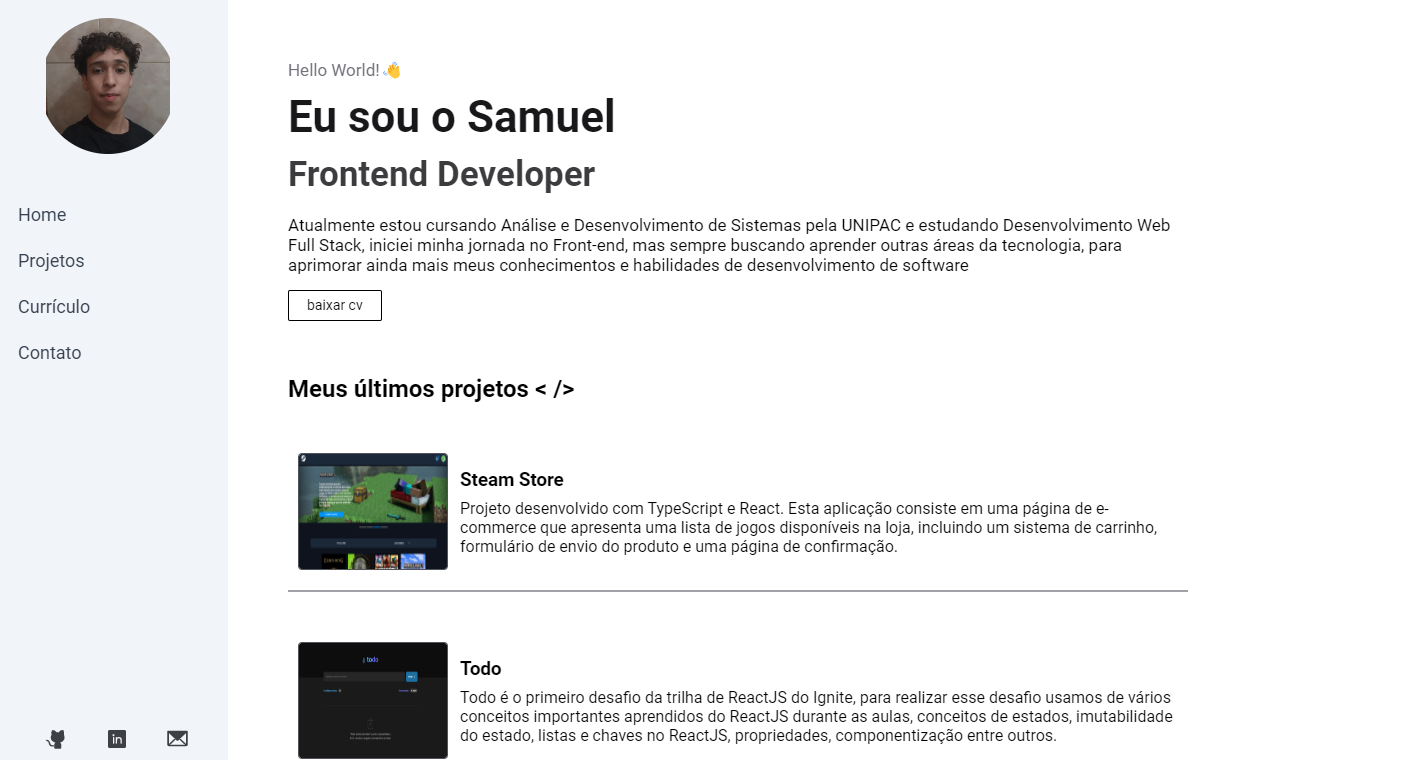 Home
Projetos
Currículo
Contato
Hello World! 👋
Eu sou o Samuel
Frontend Developer
Atualmente estou cursando Análise e Desenvolvimento de Sistemas pela UNIPAC e estudando Desenvolvimento Web
Full Stack, iniciei minha jornada no Front-end, mas sempre buscando aprender outras áreas da tecnologia, para
aprimorar ainda mais meus conhecimentos e habilidades de desenvolvimento de software
baixar cv
Meus últimos projetos < />
Steam Store
Projeto desenvolvido com TypeScript e React. Esta aplicação consiste em uma página de e-
commerce que apresenta uma lista de jogos disponíveis na loja, incluindo um sistema de carrinho,
formulário de envio do produto e uma página de confirmação.
todo
Todo
Todo é o primeiro desafio da trilha de ReactJS do Ignite, para realizar esse desafio usamos de vários
conceitos importantes aprendidos do ReactJS durante as aulas, conceitos de estados, imutabilidade
do estado, listas e chaves no ReactJS, propriedades, componentização entre outros.
in